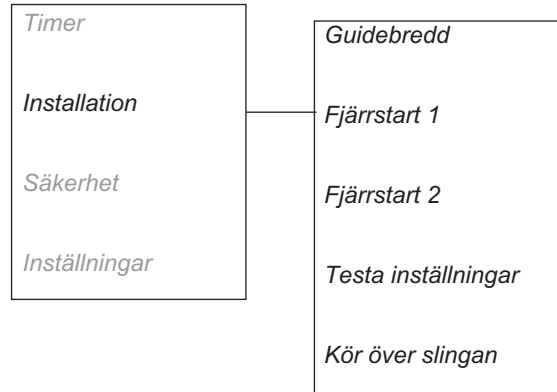 Timer
Installation
Säkerhet
Inställningar
Guidebredd
Fjärrstart 1
Fjärrstart 2
Testa inställningar
Kör över slingan